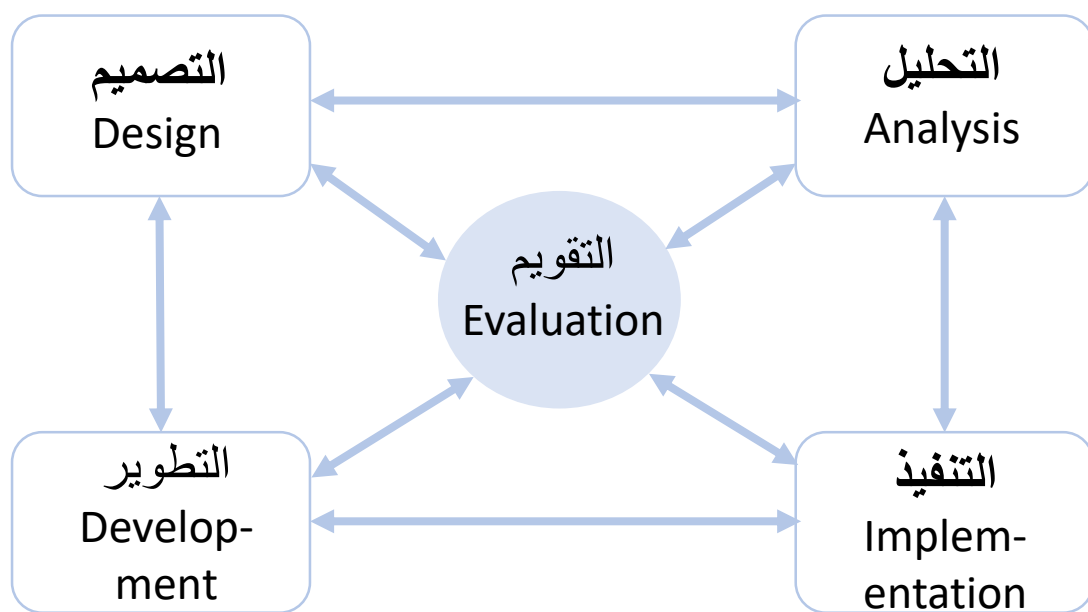 التصميم
Design
التحليل
Analysis
التقويم
Evaluation
التطوير
Develop-
ment
التنفيذ
Implem-
entation